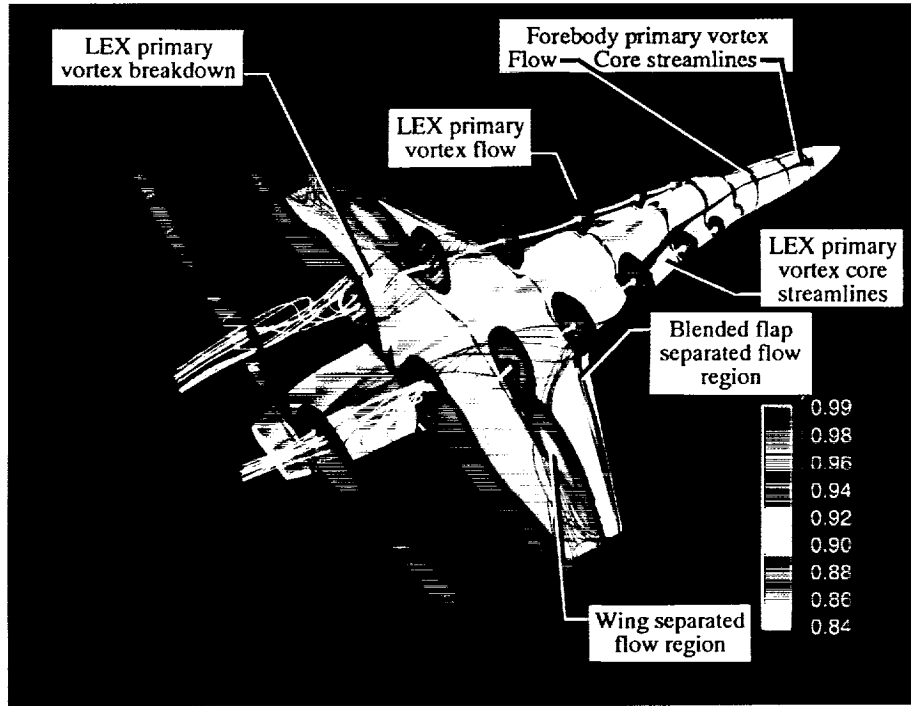 LEX primary
vortex breakdown
Forebody primary vortex
Flow Core streamlines
LEX primary
vortex flow
LEX primary
vortex core
streamlines
Blended flap
separated flow
region
0.99
0.98
0.96
0.94
0.92
0.90
0.88
0.86
0.84
Wing separated
flow region